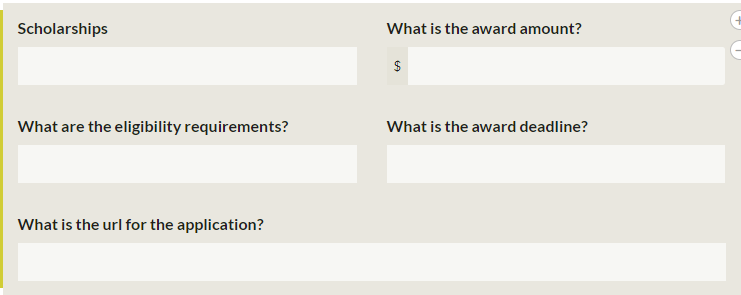 Scholarships
What is the award amount?
$
What are the eligibility requirements?
What is the award deadline?
What is the url for the application?